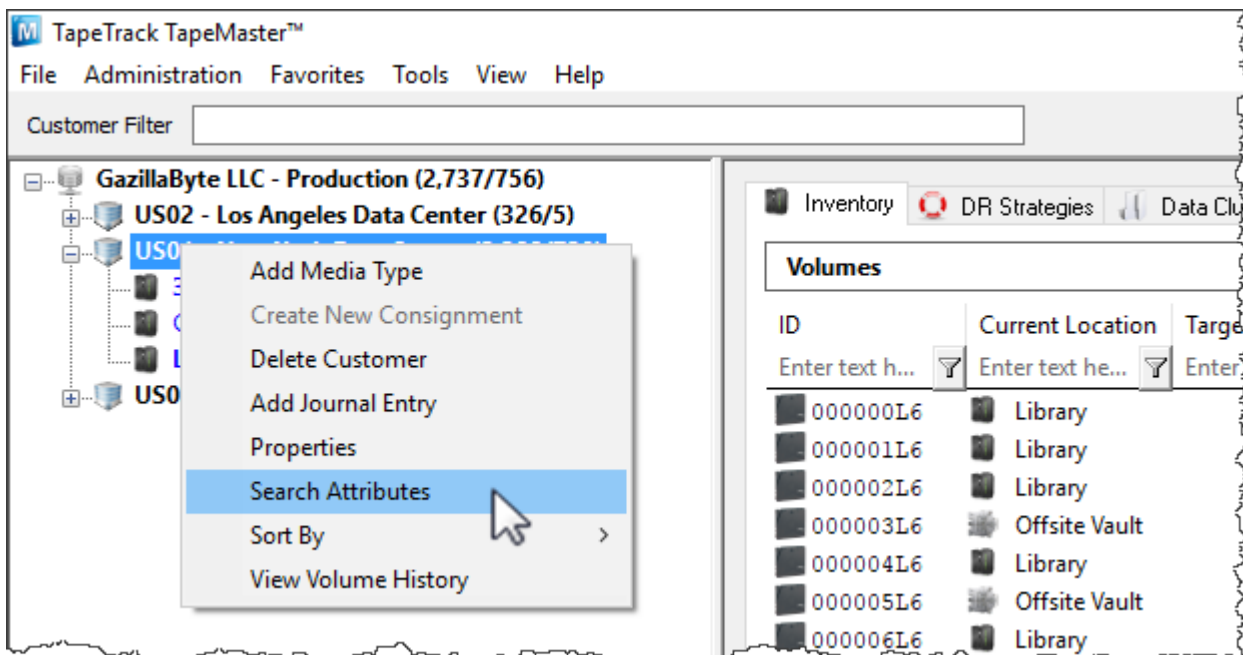 TapeTrack TapeMaster™
File Administration Favorites Tools View Help
Customer Filter
GazillaByte LLC - Production (2,737/756)
US02 - Los Angeles Data Center (326/5)
Add Media Type
Create New Consignment
Delete Customer
Add Journal Entry
Properties
Search Attributes
Sort By
View Volume History
Inventory DR Strategies Data
Volumes
ID Current Location
Enter text h... Enter text he... Enter
000000L6 Library
000001L6 Library
000002L6 Library
000003L6 Offsite Vault
000004L6 Library
000005L6 Offsite Vault
000006L6 Library